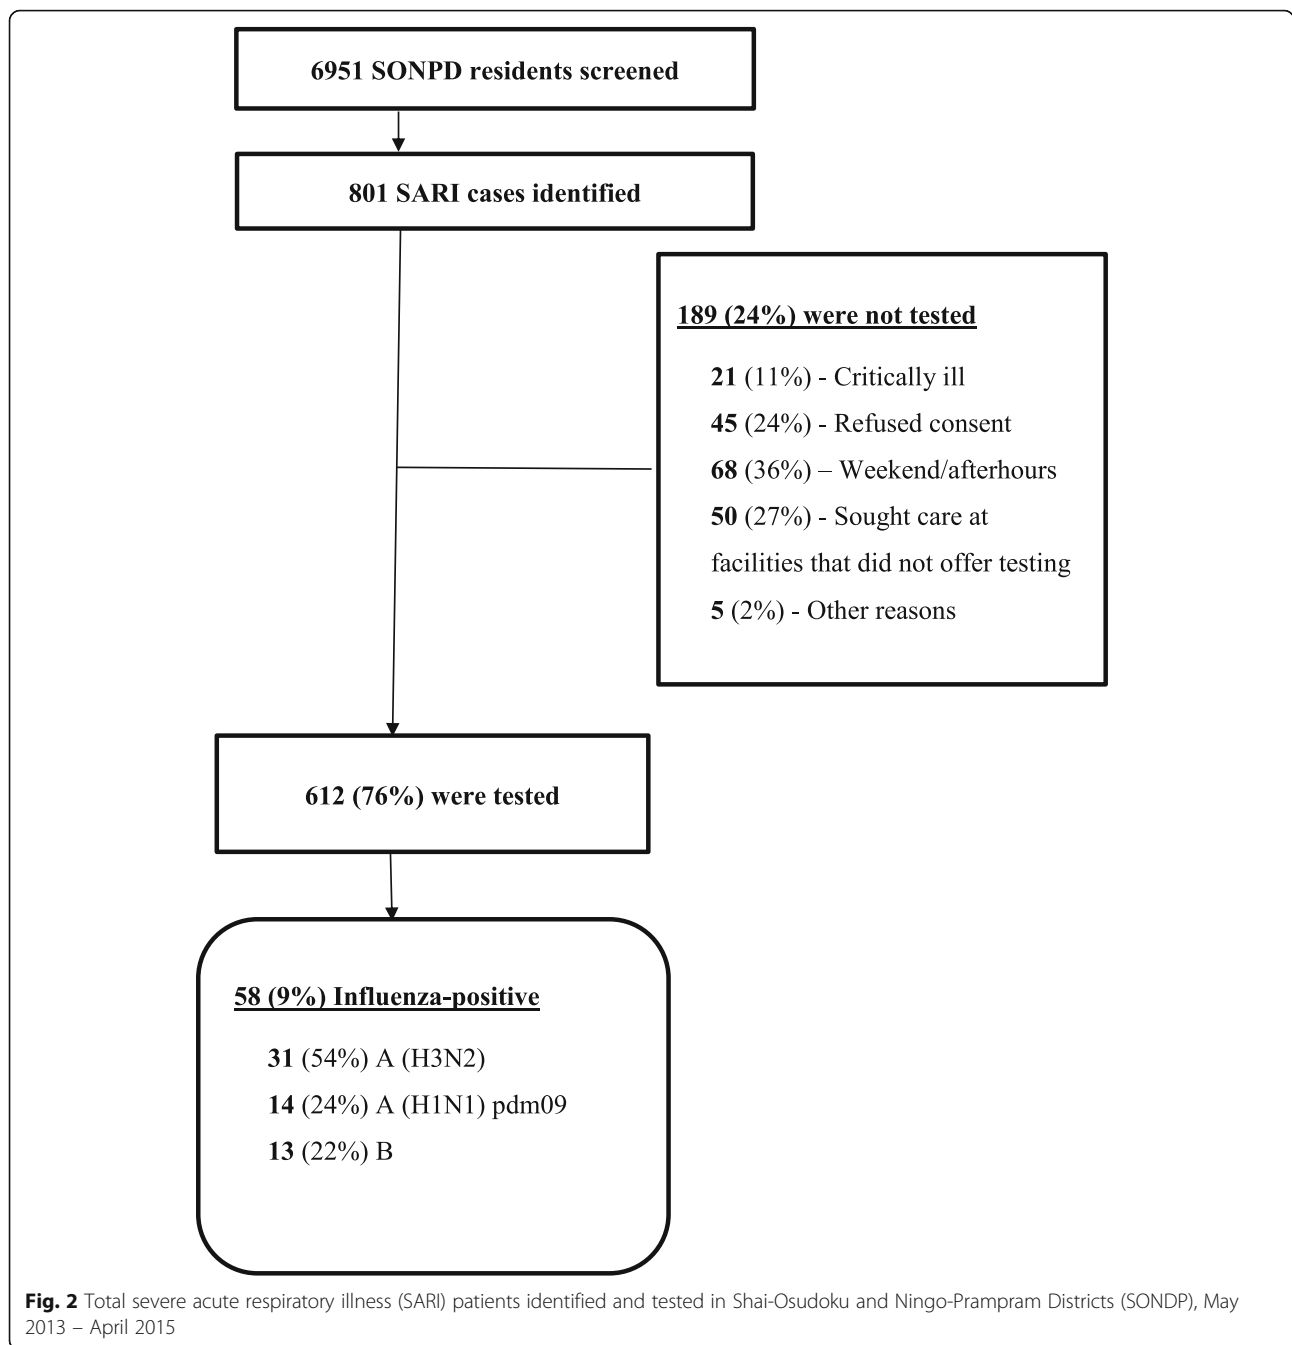 6951 SONPD residents screened
801 SARI cases identified
189 (24%) were not tested
21 (11%) - Critically ill
45 (24%) - Refused consent
68 (36%) – Weekend/afterhours
50 (27%) - Sought care at
facilities that did not offer testing
5 (2%) - Other reasons
612 (76%) were tested
58 (9%) Influenza-positive
31 (54%) A (H3N2)
14 (24%) A (H1N1) pdm09
13 (22%) B
Fig. 2 Total severe acute respiratory illness (SARI) patients identified and tested in Shai-Osudoku and Ningo-Prampram Districts (SONDP), May
2013 – April 2015